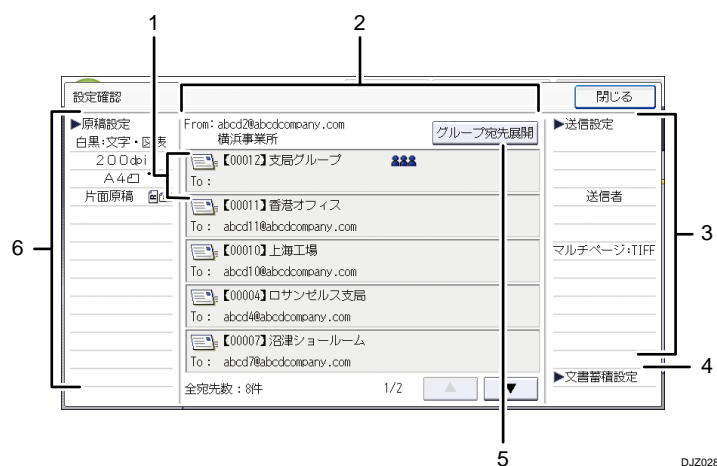 1
2
設定確認
閉じる
▶原稿設定
白黒:文字・図表
200dpi
A4
片面原稿
From: abcd2@abcdcompany.com
横浜事業所
グループ宛先展開
【00012】支局グループ
To:
【00011】香港オフィス
To: abcd11@abcdcompany.com
【00010】上海工場
To: abcd10@abcdcompany.com
【00004】ロサンゼルス支局
To: abcd4@abcdcompany.com
【00007】沼津ショールーム
To: abcd7@abcdcompany.com
全宛先数:8件
1/2
▲
▼
▶送信設定
送信者
マルチページ:TIFF
▶文書蓄積設定
3
4
5
6
DJZ028